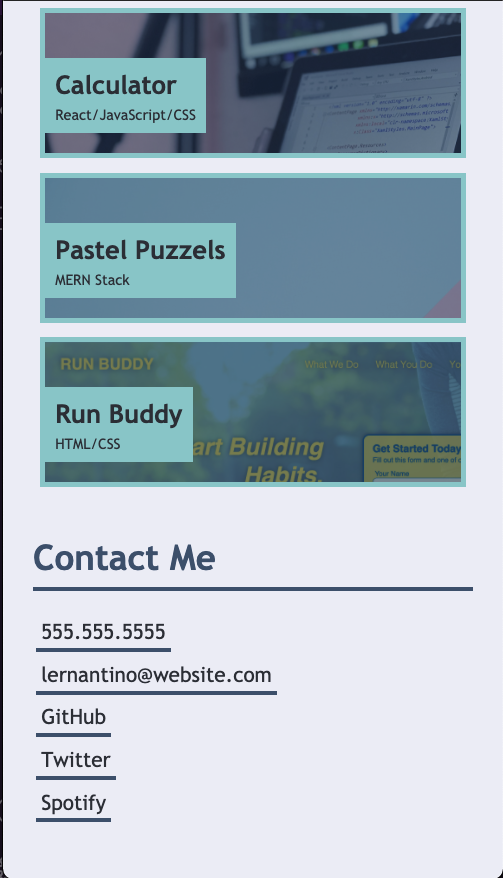 Calculator
React/JavaScript/CSS
Pastel Puzzels
MERN Stack
RUN BUDDY
What We Do What You Do
Run Buddy
HTML/CSS
Building
Habits.
Get Started Today
Fill out this form and one of
Your Name
Contact Me
555.555.5555
lernantino@website.com
GitHub
Twitter
Spotify